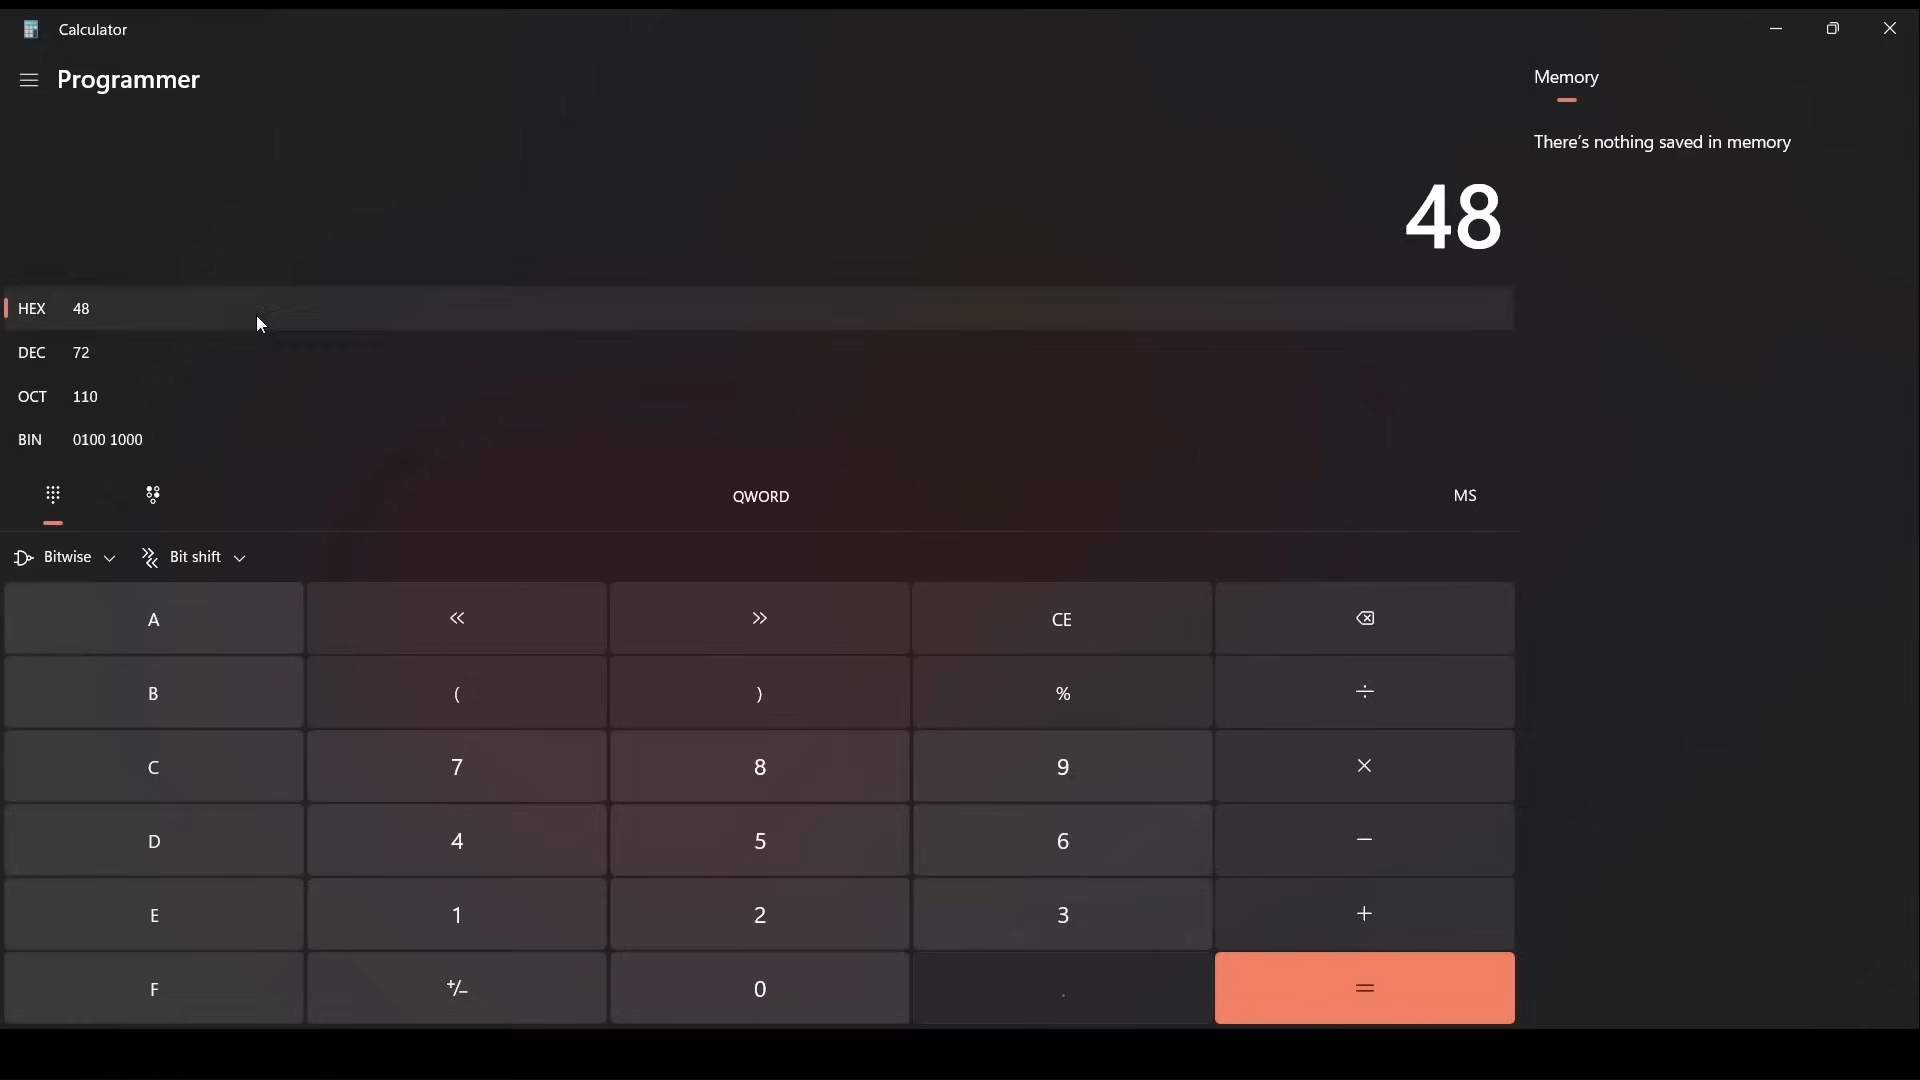 Calculator
Programmer
Memory
There's nothing saved in memory
48
HEX 48
DEC 72
OCT 110
BIN 0100 1000
QWORD MS
Bitwise Bit shift
A << >> CE
B ( ) % ÷
C 7 8 9 ×
D 4 5 6 −
E 1 2 3 +
F +/− 0 . =